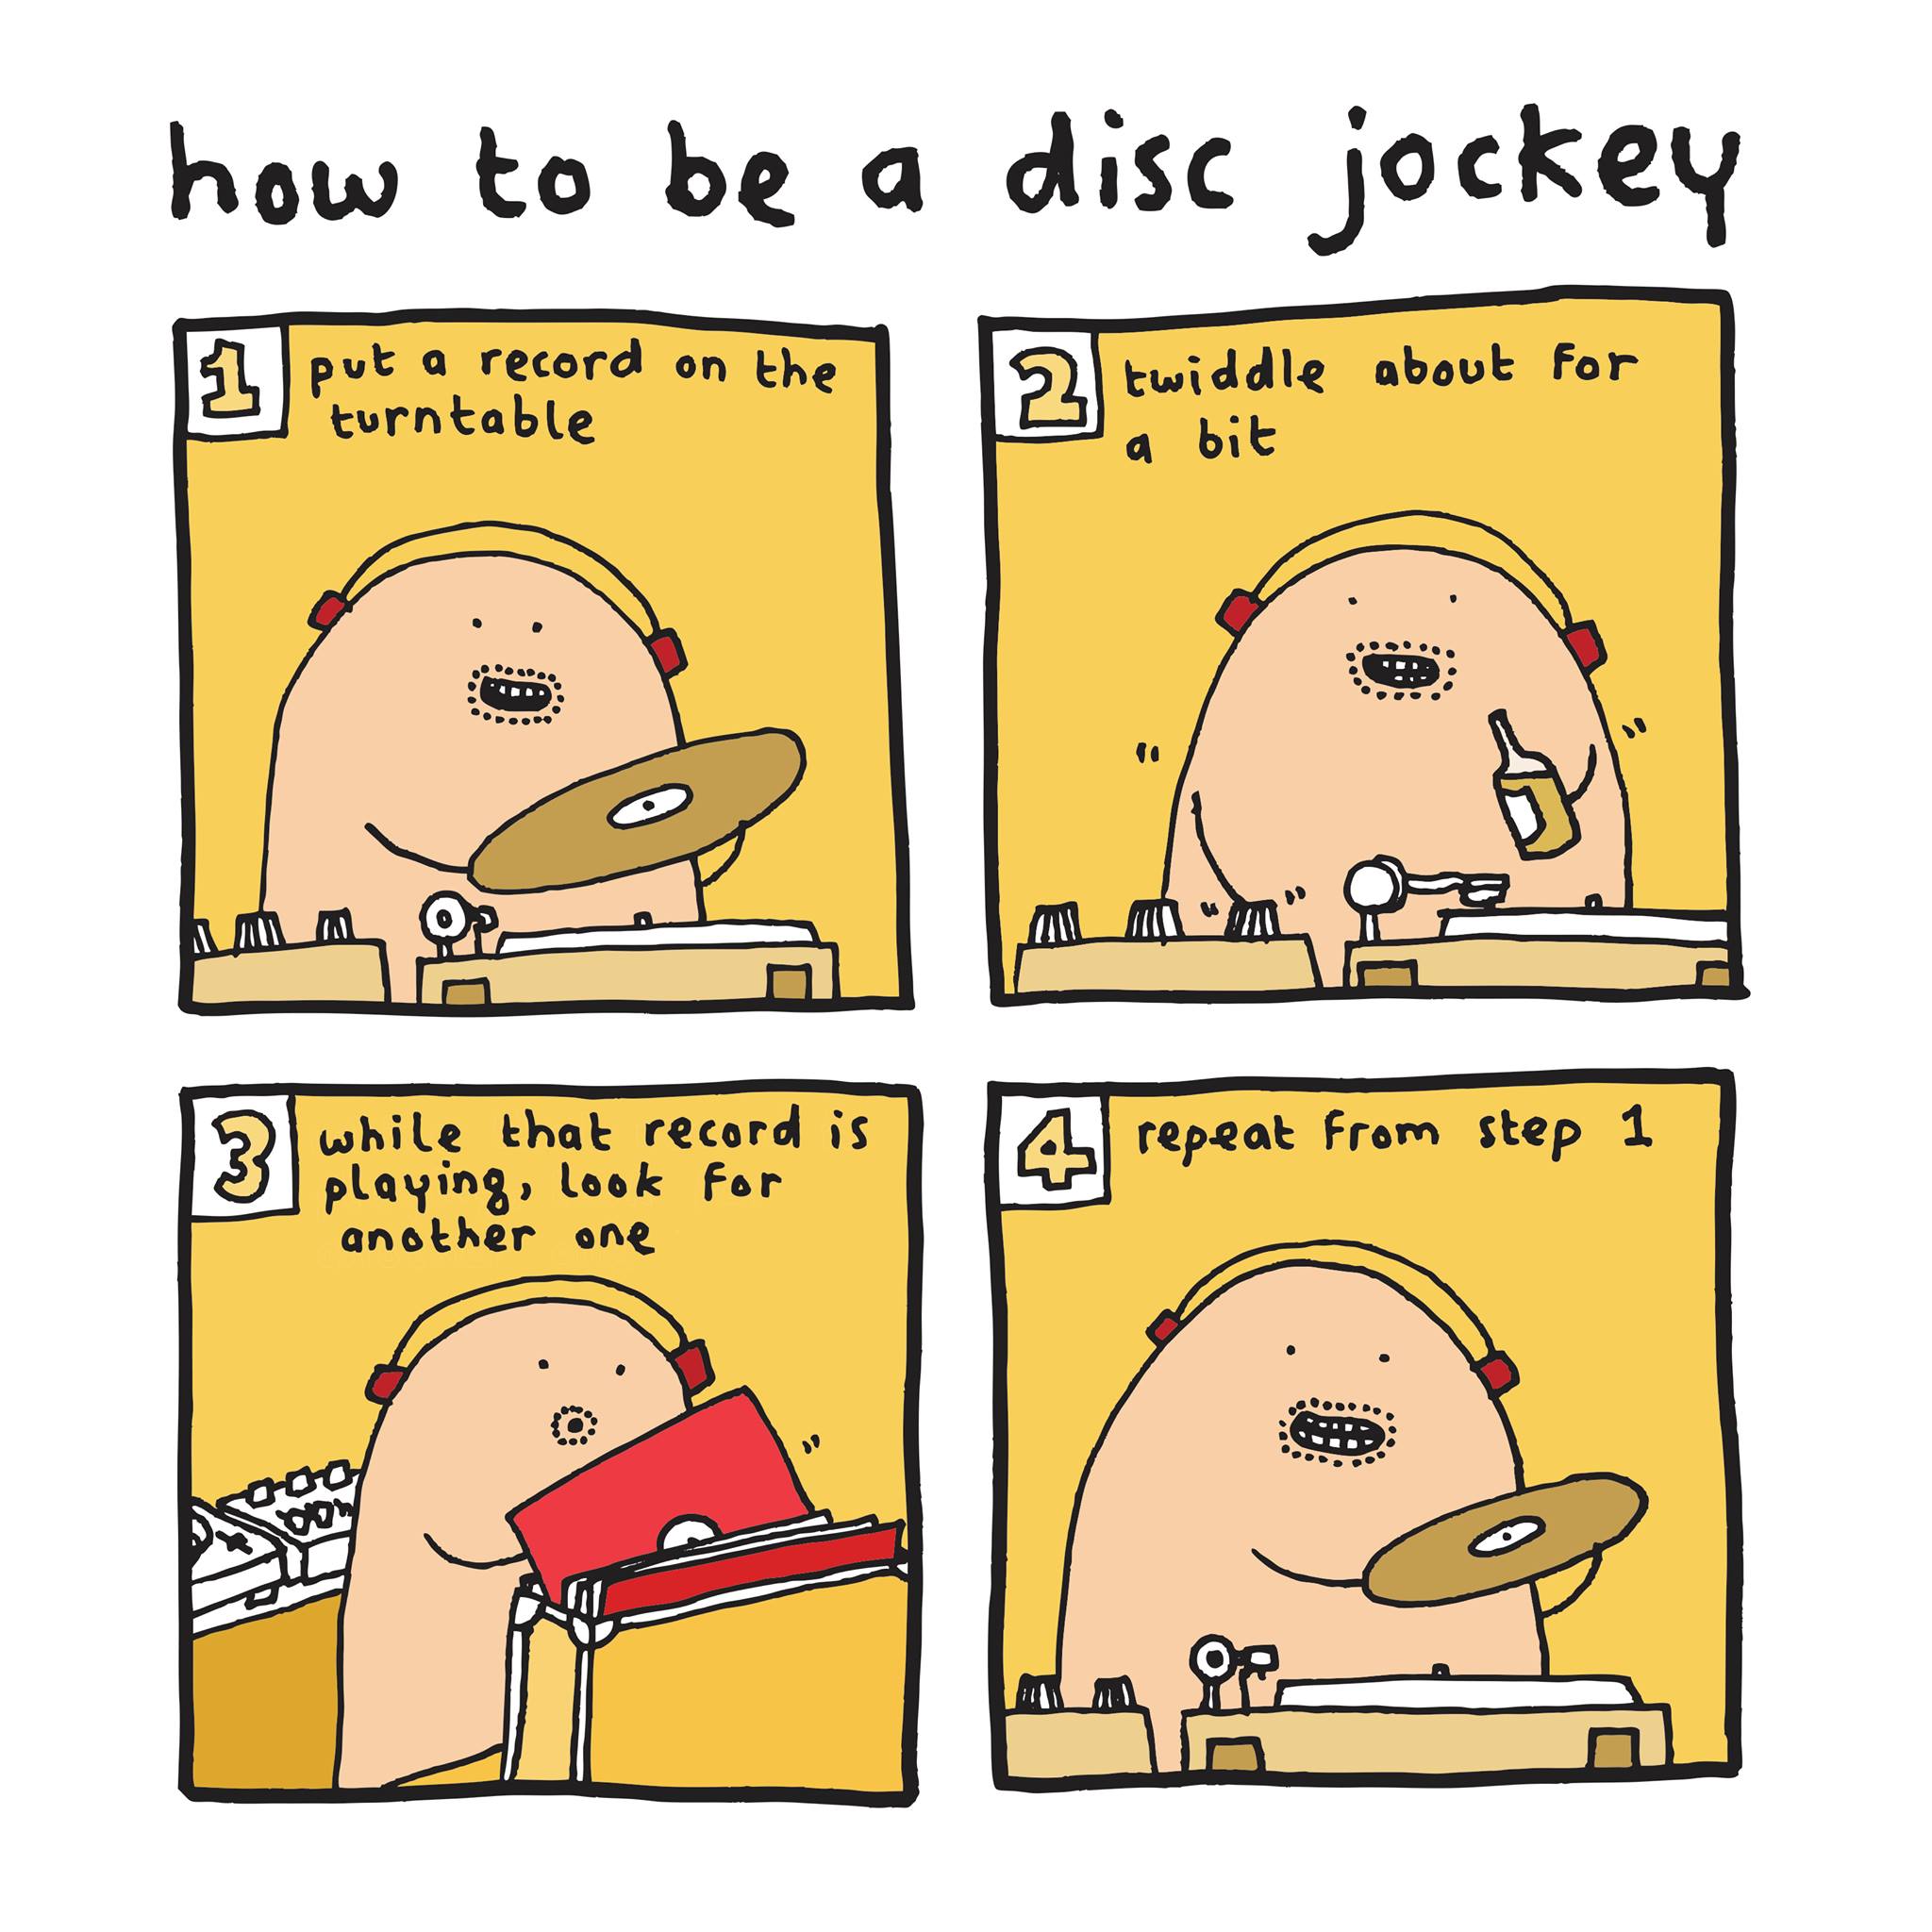 how to be a disc jockey
1
put a record on the
turntable
2
twiddle about for
a bit
3
while that record is
playing, look for
another one
4
repeat from step 1